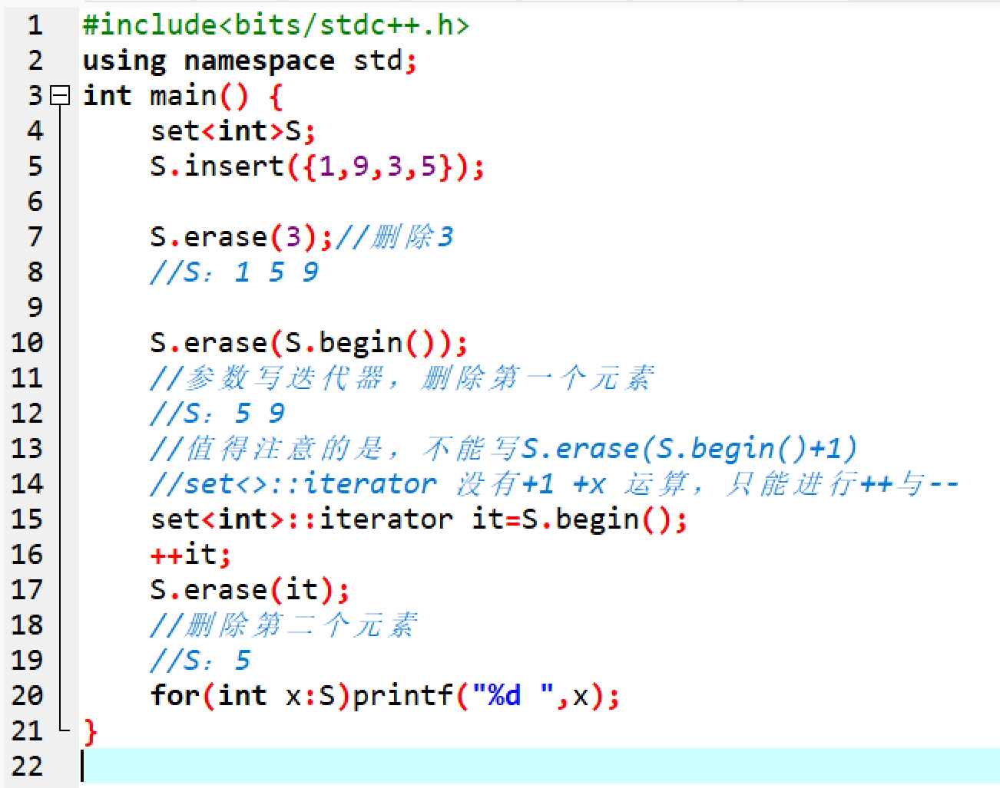 1 #include<bits/stdc++.h>
2 using namespace std;
3 int main() {
4 set<int>S;
5 S.insert({1,9,3,5});
6
7 S.erase(3);//删除3
8 //S：1 5 9
9
10 S.erase(S.begin());
11 //参数写迭代器，删除第一个元素
12 //S：5 9
13 //值得注意的是，不能写S.erase(S.begin()+1)
14 //set<>::iterator 没有+1 +x 运算，只能进行++与--
15 set<int>::iterator it=S.begin();
16 ++it;
17 S.erase(it);
18 //删除第二个元素
19 //S：5
20 for(int x:S)printf("%d ",x);
21 }
22